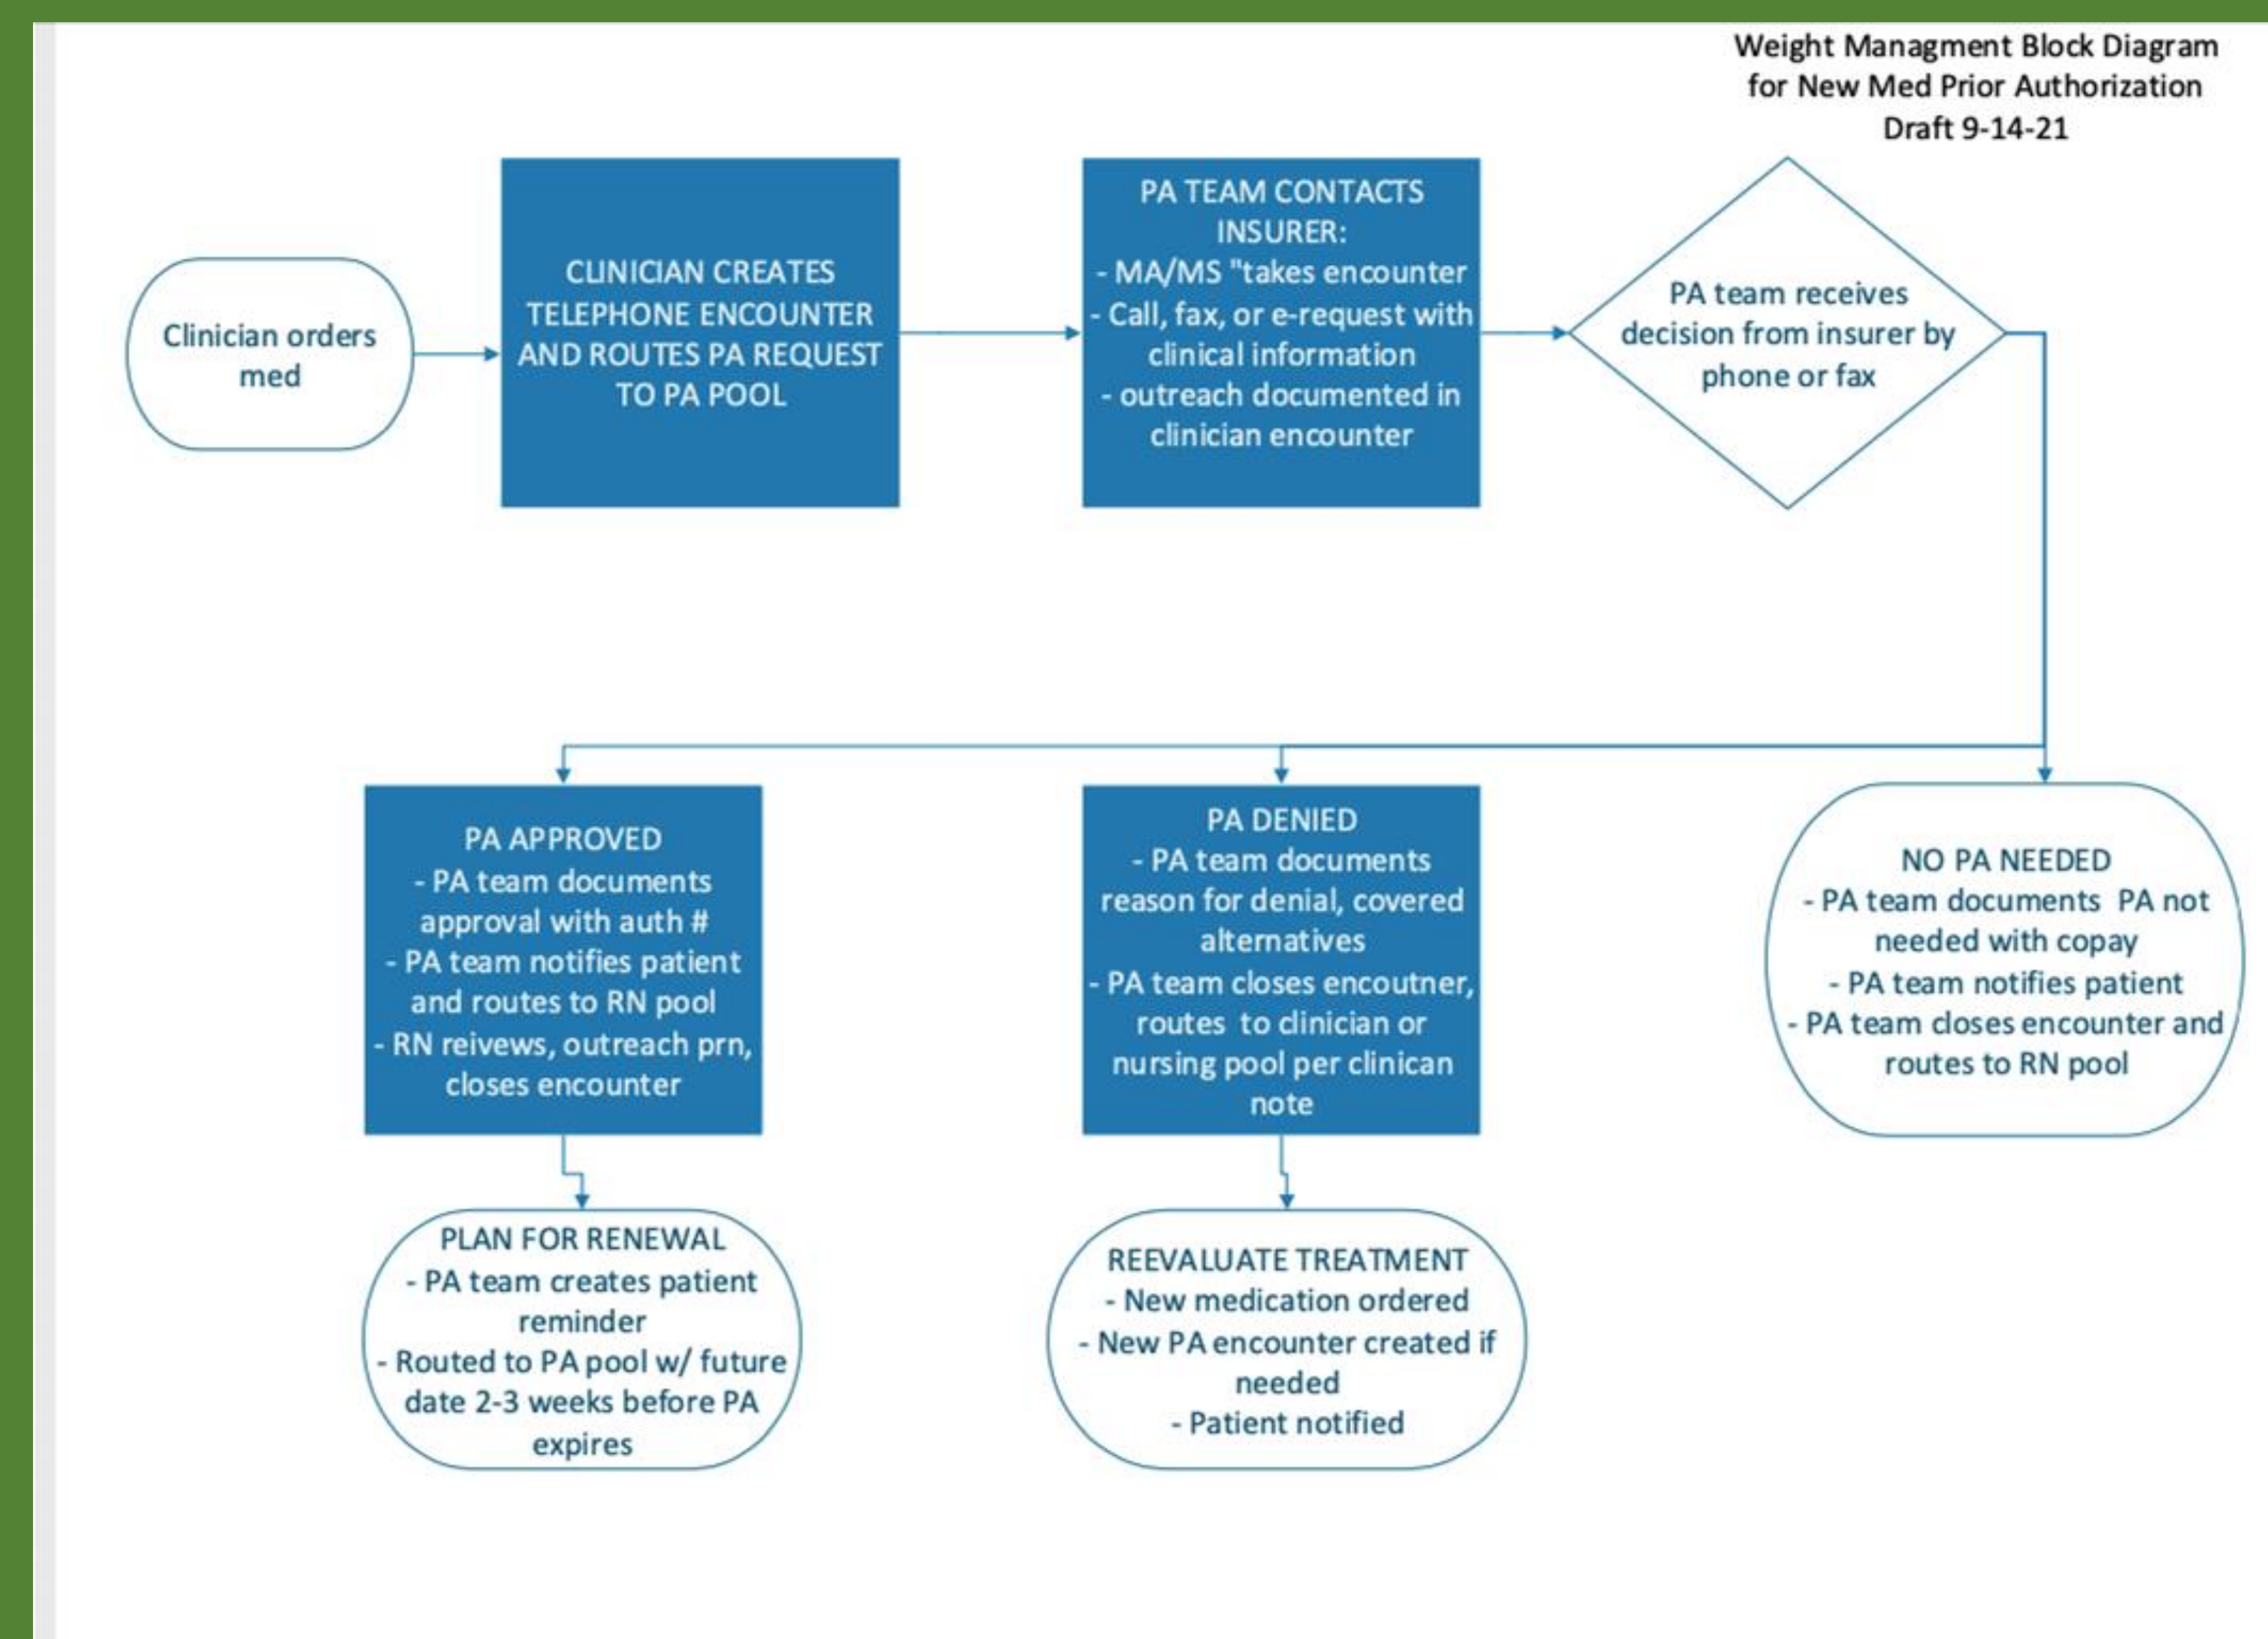 Weight Managment Block Diagram
for New Med Prior Authorization
Draft 9-14-21
Clinician orders
med
CLINICIAN CREATES
TELEPHONE ENCOUNTER
AND ROUTES PA REQUEST
TO PA POOL
PA TEAM CONTACTS
INSURER:
- MA/MS "takes encounter
- Call, fax, or e-request with
clinical information
- outreach documented in
clinician encounter
PA team receives
decision from insurer by
phone or fax
PA APPROVED
- PA team documents
approval with auth #
- PA team notifies patient
and routes to RN pool
- RN reivews, outreach prn,
closes encounter
PA DENIED
- PA team documents
reason for denial, covered
alternatives
- PA team closes encoutner,
routes to clinician or
nursing pool per clinican
note
NO PA NEEDED
- PA team documents PA not
needed with copay
- PA team notifies patient
- PA team closes encounter and
routes to RN pool
PLAN FOR RENEWAL
- PA team creates patient
reminder
- Routed to PA pool w/ future
date 2-3 weeks before PA
expires
REEVALUATE TREATMENT
- New medication ordered
- New PA encounter created if
needed
- Patient notified